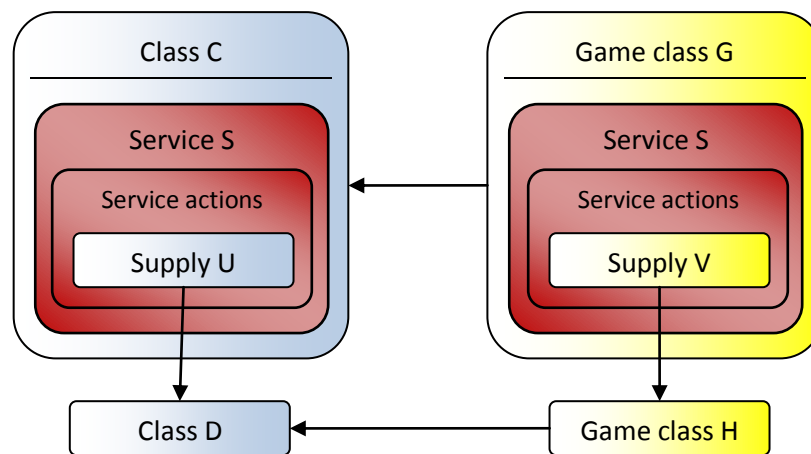 Class C
Service S
Service actions
Supply U
Class D
Game class G
Service S
Service actions
Supply V
Game class H